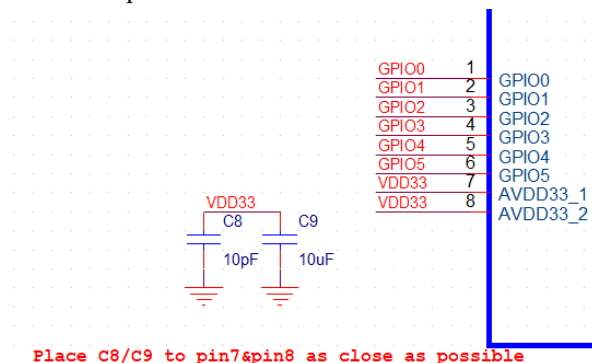 GPIO0 1 GPIO0
GPIO1 2 GPIO1
GPIO2 3 GPIO2
GPIO3 4 GPIO3
GPIO4 5 GPIO4
GPIO5 6 GPIO5
VDD33 7 AVDD33_1
VDD33 8 AVDD33_2
VDD33
C8 C9
10pF 10uF
Place C8/C9 to pin7&pin8 as close as possible